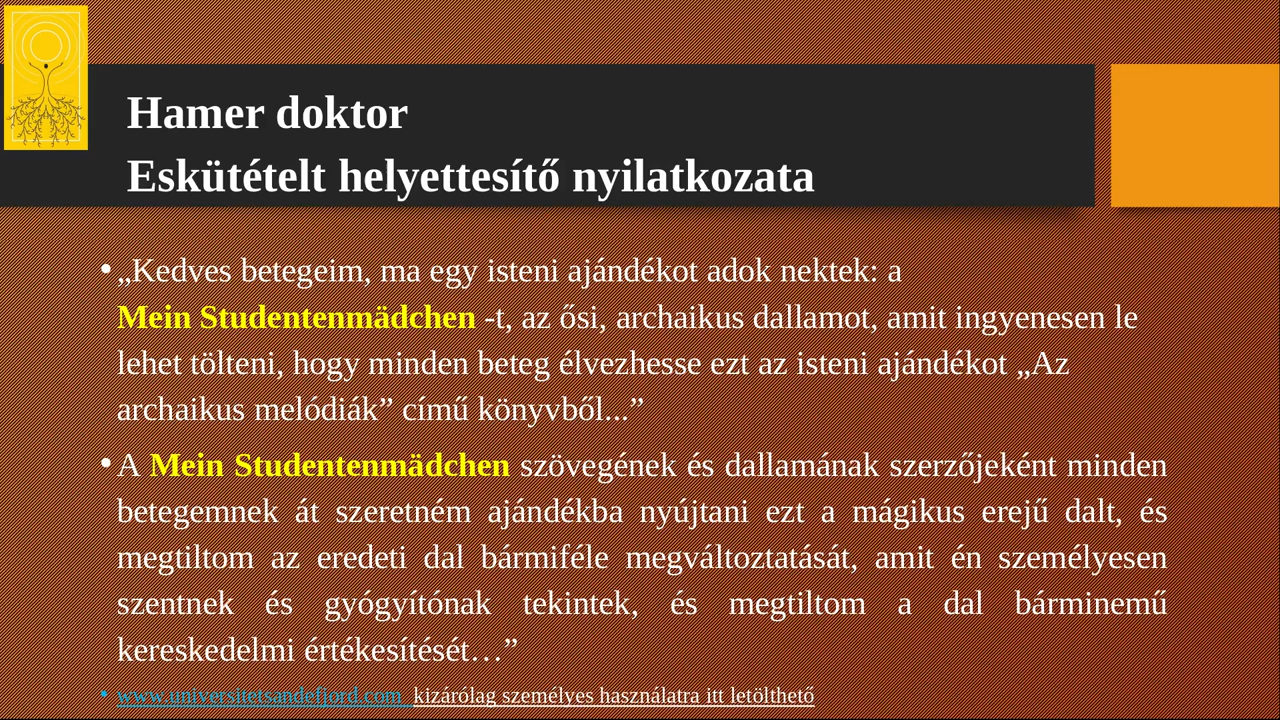 Hamer doktor
Eskütételt helyettesítő nyilatkozata
• „Kedves betegeim, ma egy isteni ajándékot adok nektek: a
Mein Studentenmädchen -t, az ősi, archaikus dallamot, amit ingyenesen le
lehet tölteni, hogy minden beteg élvezhesse ezt az isteni ajándékot „Az
archaikus melódiák” című könyvből...”
• A Mein Studentenmädchen szövegének és dallamának szerzőjeként minden
betegemnek át szeretném ajándékba nyújtani ezt a mágikus erejű dalt, és
megtiltom az eredeti dal bármiféle megváltoztatását, amit én személyesen
szentnek és gyógyítónak tekintek, és megtiltom a dal bárminemű
kereskedelmi értékesítését…”
• www.universitetsandefjord.com kizárólag személyes használatra itt letölthető